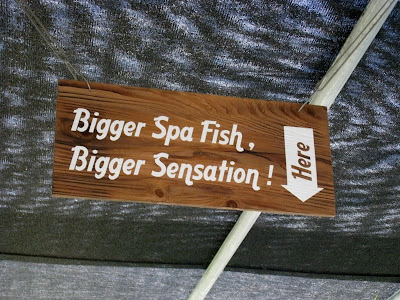 Bigger Spa Fish,
Bigger Sensation!
Here